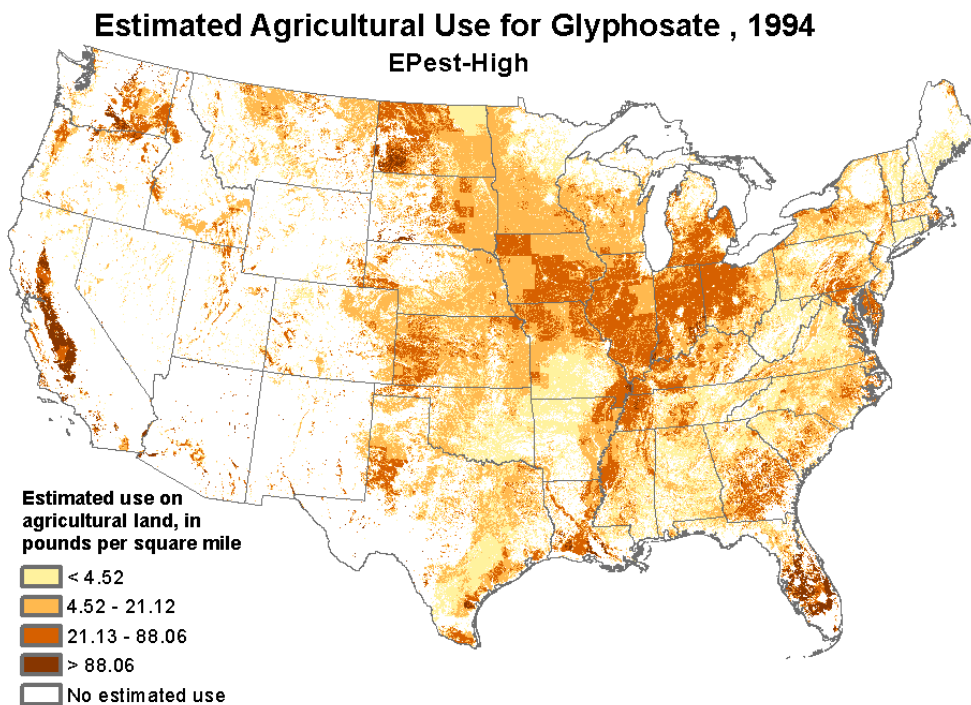 Estimated Agricultural Use for Glyphosate , 1994
EPest-High
Estimated use on
agricultural land, in
pounds per square mile
< 4.52
4.52 - 21.12
21.13 - 88.06
> 88.06
No estimated use